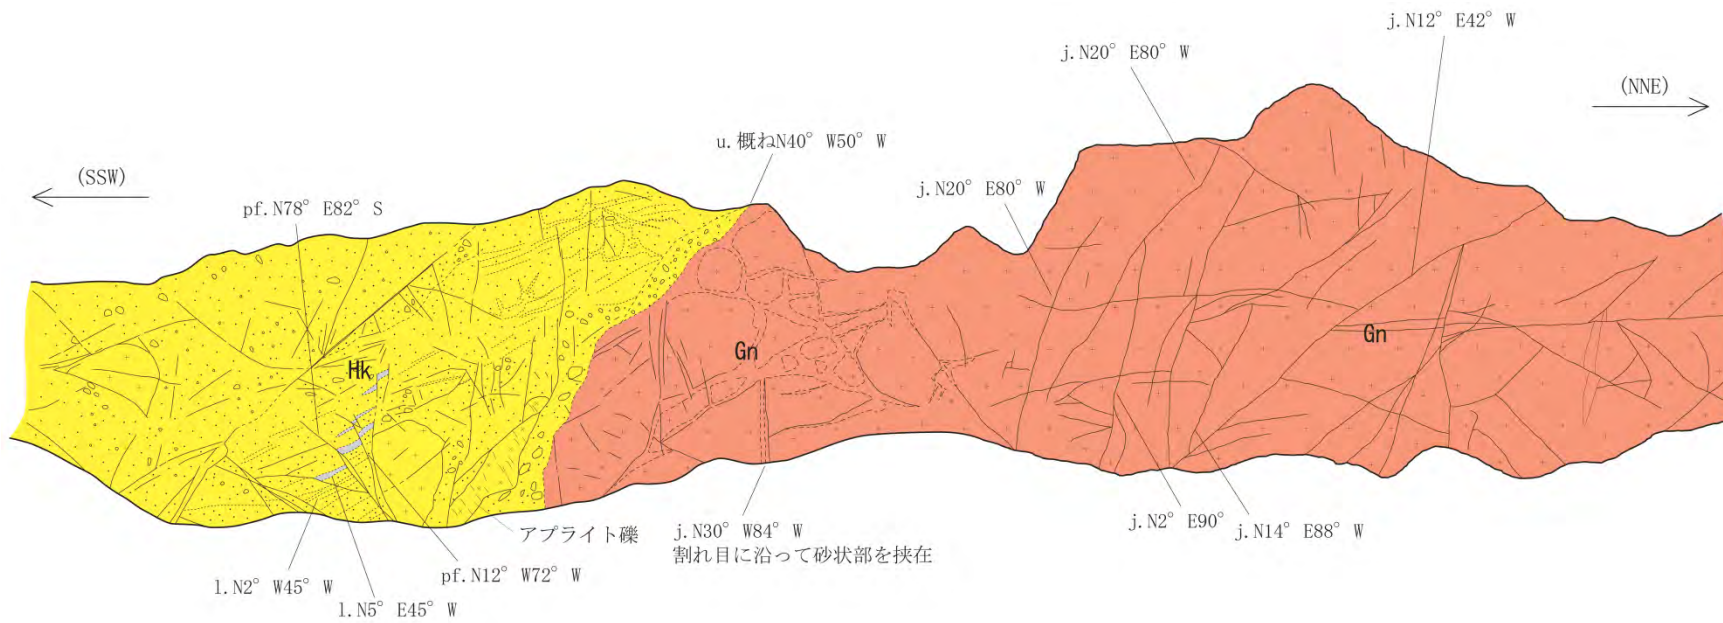 j.N12° E42° W
j.N20° E80° W
(NNE)
u.概ねN40° W50° W
(SSW)
j.N20° E80° W
pf.N78° E82° S
Gn
Gn
Hk
アプライト礫
j.N30° W84° W
割れ目に沿って砂状部を挟在
j.N2° E90°
j.N14° E88° W
l.N2° W45° W
pf.N12° W72° W
l.N5° E45° W